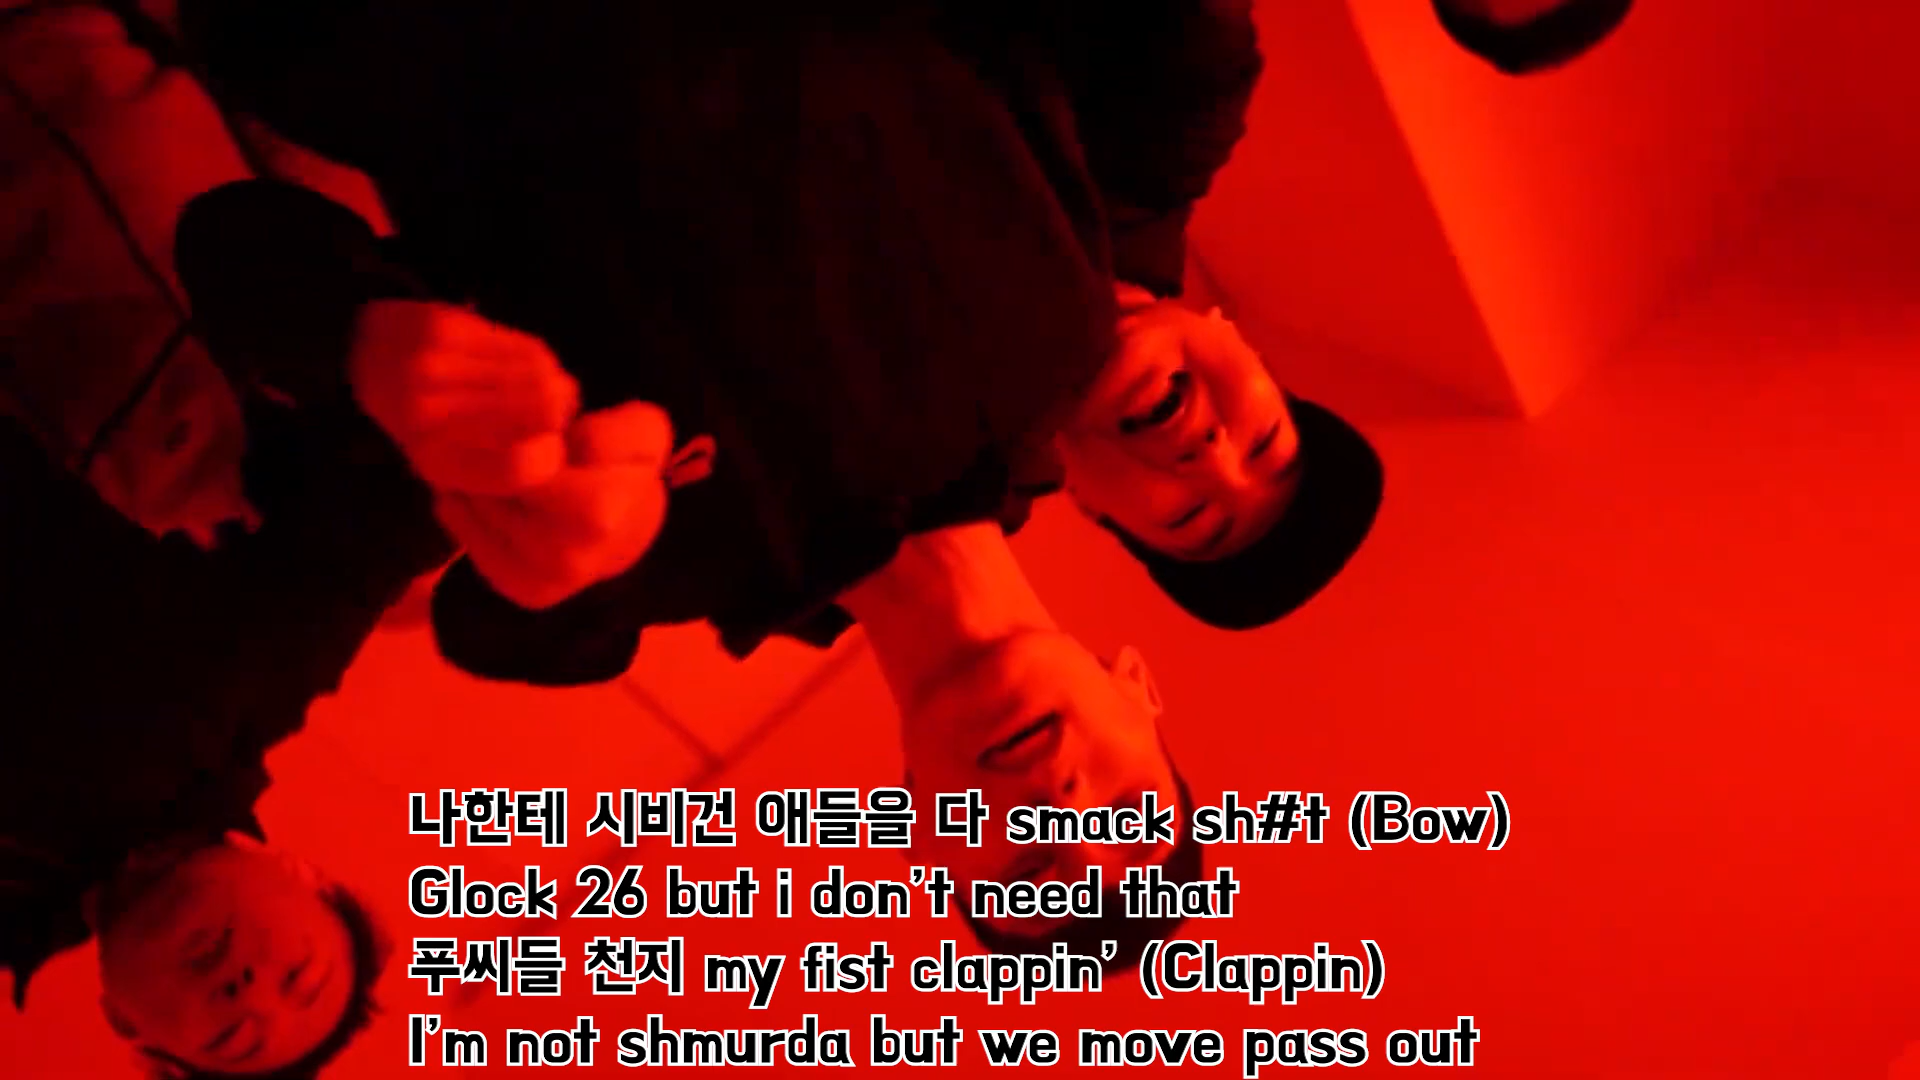 나한테 시비건 애들을 다 smack sh#t (Bow)
Glock 26 but i don't need that
푸씨들 천지 my fist clappin' (Clappin)
I'm not shmurda but we move pass out